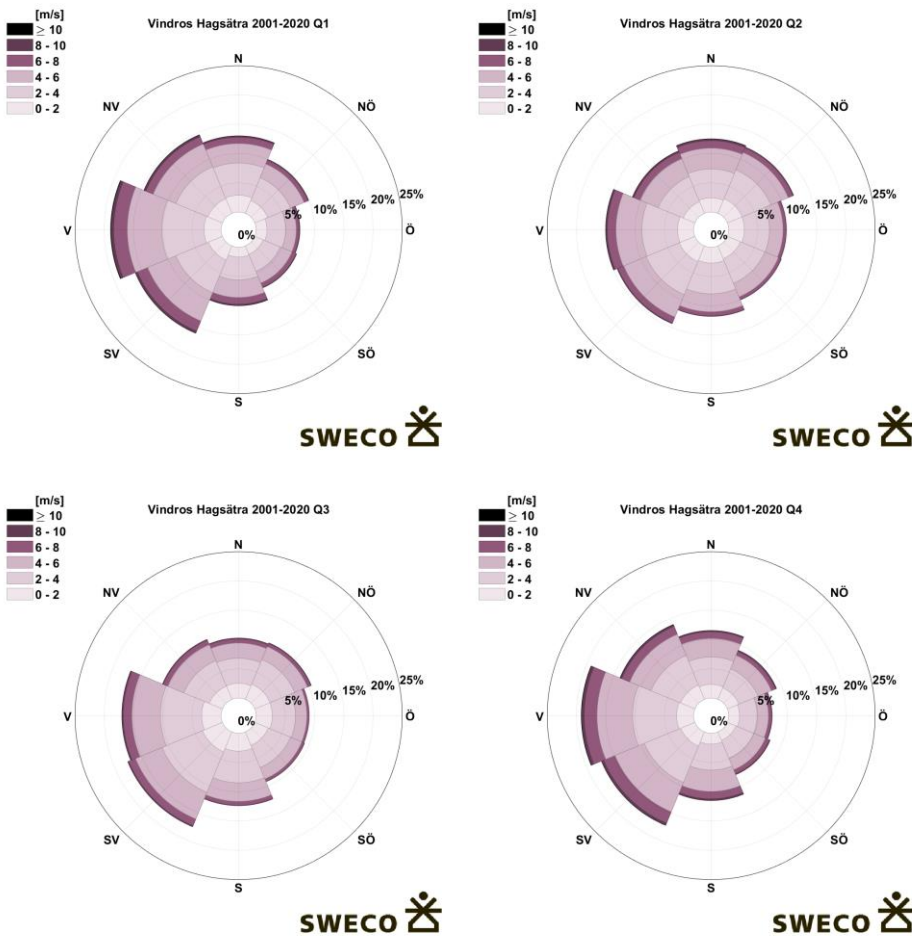 [m/s]
≥ 10
8 - 10
6 - 8
4 - 6
2 - 4
0 - 2
Vindros Hagsätra 2001-2020 Q1
N
NV
NÖ
V
Ö
SV
SÖ
S
0%
5%
10%
15%
20%
25%
SWECO
[m/s]
≥ 10
8 - 10
6 - 8
4 - 6
2 - 4
0 - 2
Vindros Hagsätra 2001-2020 Q2
N
NV
NÖ
V
Ö
SV
SÖ
S
0%
5%
10%
15%
20%
25%
SWECO
[m/s]
≥ 10
8 - 10
6 - 8
4 - 6
2 - 4
0 - 2
Vindros Hagsätra 2001-2020 Q3
N
NV
NÖ
V
Ö
SV
SÖ
S
0%
5%
10%
15%
20%
25%
SWECO
[m/s]
≥ 10
8 - 10
6 - 8
4 - 6
2 - 4
0 - 2
Vindros Hagsätra 2001-2020 Q4
N
NV
NÖ
V
Ö
SV
SÖ
S
0%
5%
10%
15%
20%
25%
SWECO